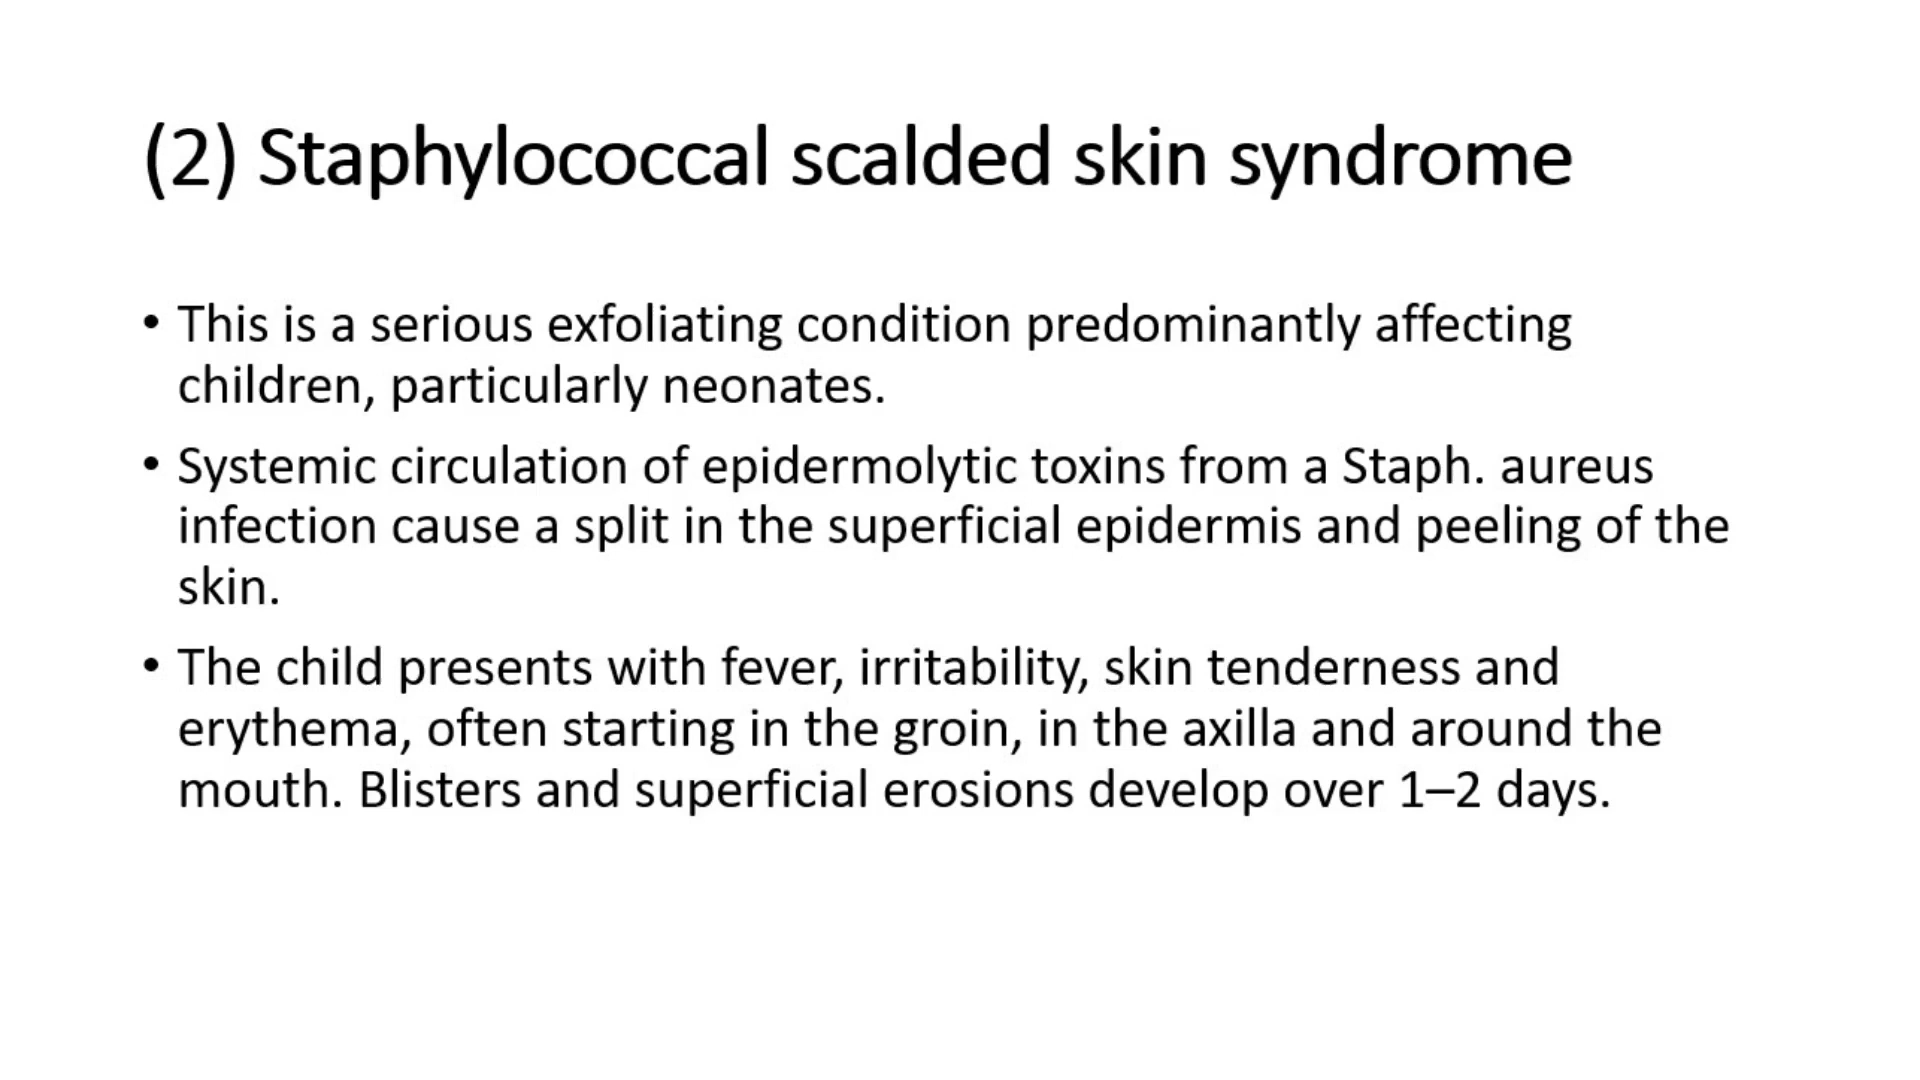 (2) Staphylococcal scalded skin syndrome
• This is a serious exfoliating condition predominantly affecting
children, particularly neonates.
• Systemic circulation of epidermolytic toxins from a Staph. aureus
infection cause a split in the superficial epidermis and peeling of the
skin.
• The child presents with fever, irritability, skin tenderness and
erythema, often starting in the groin, in the axilla and around the
mouth. Blisters and superficial erosions develop over 1–2 days.